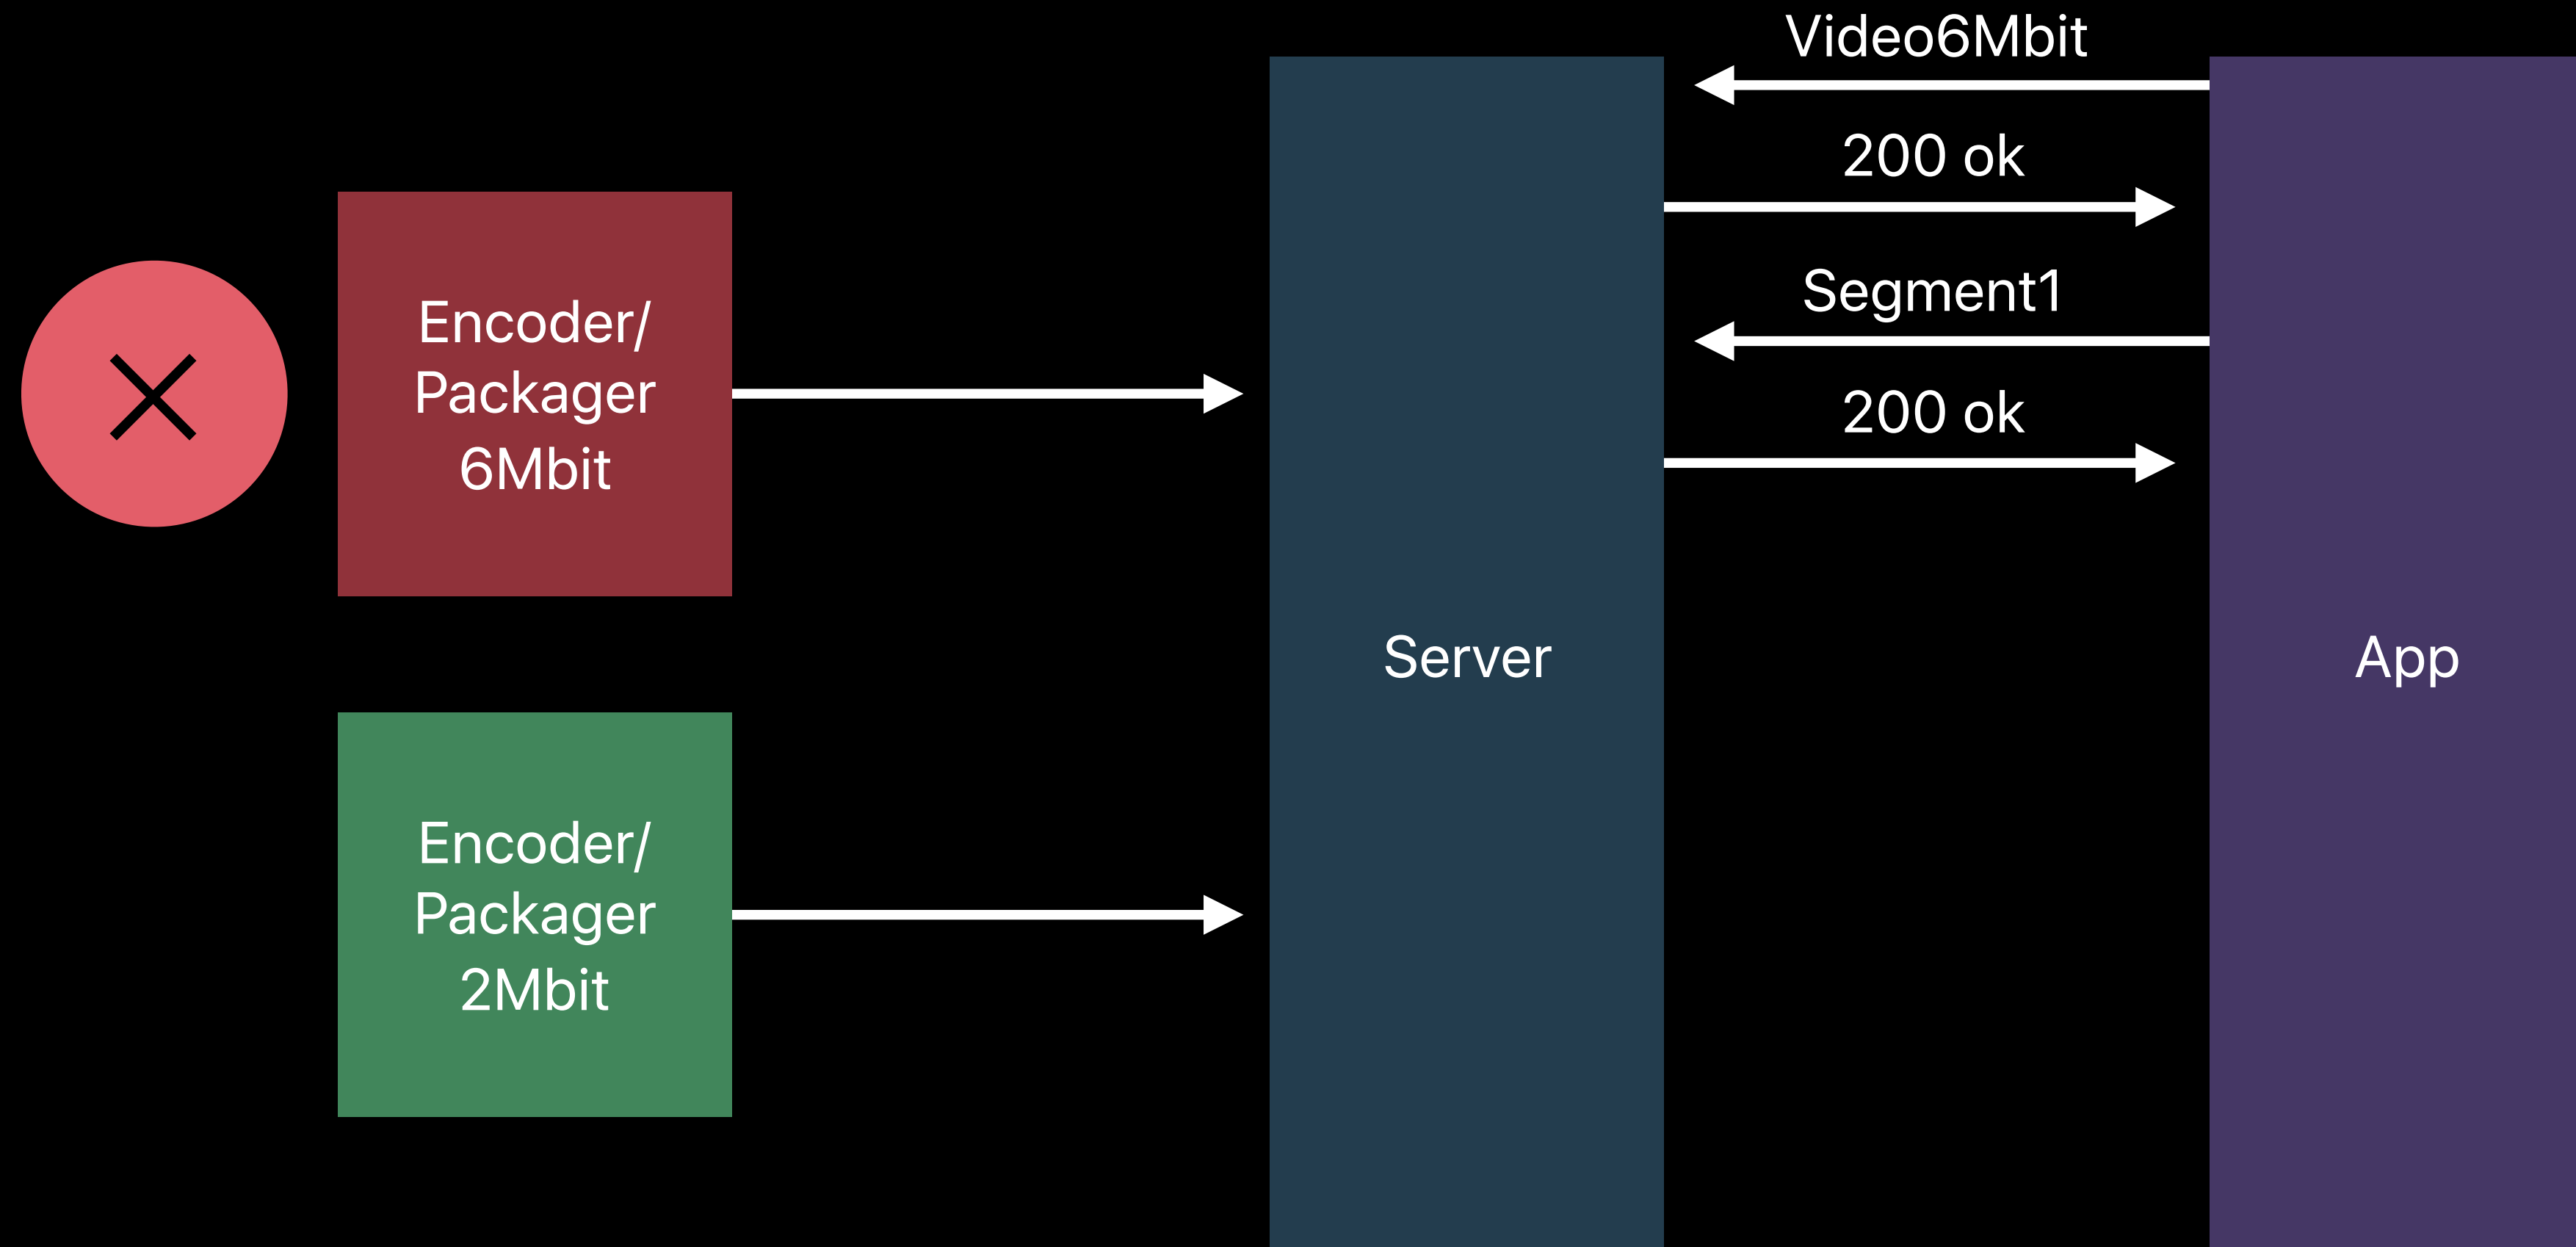 Video6Mbit
200 ok
Segment1
200 ok
Encoder/
Packager
6Mbit
Encoder/
Packager
2Mbit
Server
App